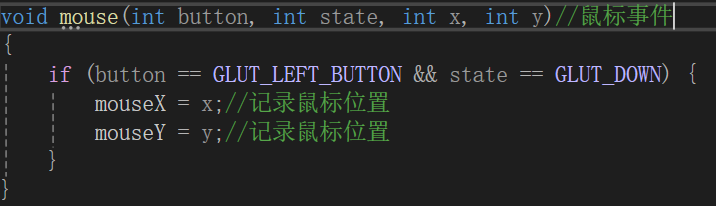 void mouse(int button, int state, int x, int y)//鼠标事件
{
if (button == GLUT_LEFT_BUTTON && state == GLUT_DOWN) {
mouseX = x;//记录鼠标位置
mouseY = y;//记录鼠标位置
}
}